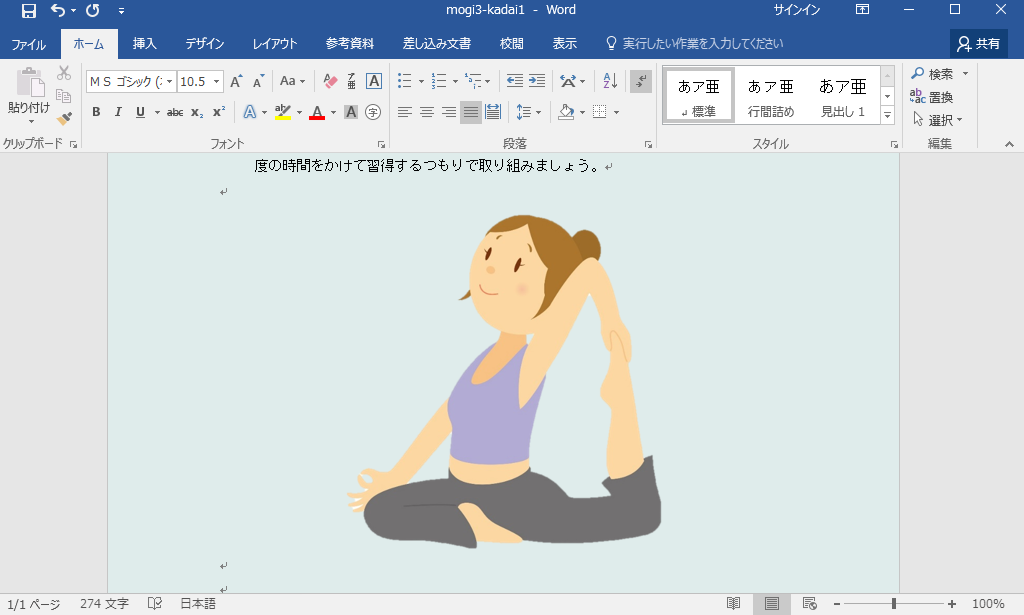 mogi3-kadai1 - Word
サインイン
ファイル ホーム 挿入 デザイン レイアウト 参考資料 差し込み文書 校閲 表示 実行したい作業を入力してください 共有
貼り付け
ＭＳ ゴシック (: 10.5
A A Aa A
B I U abc x₂ x² A ab A A 字
あア亜 あア亜 あア亜
標準 行間詰め 見出し 1
検索
置換
選択
クリップボード フォント 段落 スタイル 編集
度の時間をかけて習得するつもりで取り組みましょう。
1/1 ページ 274 文字 日本語 100%